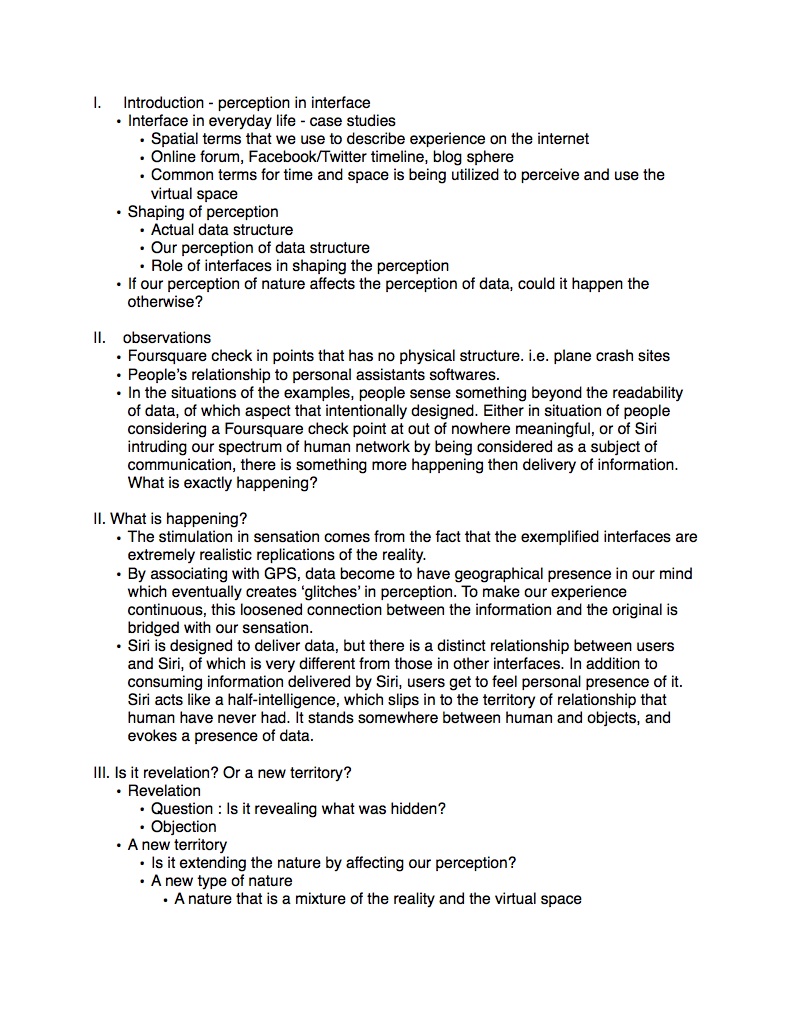 I. Introduction - perception in interface
• Interface in everyday life - case studies
• Spatial terms that we use to describe experience on the internet
• Online forum, Facebook/Twitter timeline, blog sphere
• Common terms for time and space is being utilized to perceive and use the
virtual space
• Shaping of perception
• Actual data structure
• Our perception of data structure
• Role of interfaces in shaping the perception
• If our perception of nature affects the perception of data, could it happen the
otherwise?
II. observations
• Foursquare check in points that has no physical structure. i.e. plane crash sites
• People's relationship to personal assistants softwares.
• In the situations of the examples, people sense something beyond the readability
of data, of which aspect that intentionally designed. Either in situation of people
considering a Foursquare check point at out of nowhere meaningful, or of Siri
intruding our spectrum of human network by being considered as a subject of
communication, there is something more happening then delivery of information.
What is exactly happening?
II. What is happening?
• The stimulation in sensation comes from the fact that the exemplified interfaces are
extremely realistic replications of the reality.
• By associating with GPS, data become to have geographical presence in our mind
which eventually creates 'glitches' in perception. To make our experience
continuous, this loosened connection between the information and the original is
bridged with our sensation.
• Siri is designed to deliver data, but there is a distinct relationship between users
and Siri, of which is very different from those in other interfaces. In addition to
consuming information delivered by Siri, users get to feel personal presence of it.
Siri acts like a half-intelligence, which slips in to the territory of relationship that
human have never had. It stands somewhere between human and objects, and
evokes a presence of data.
III. Is it revelation? Or a new territory?
• Revelation
• Question : Is it revealing what was hidden?
• Objection
• A new territory
• Is it extending the nature by affecting our perception?
• A new type of nature
• A nature that is a mixture of the reality and the virtual space